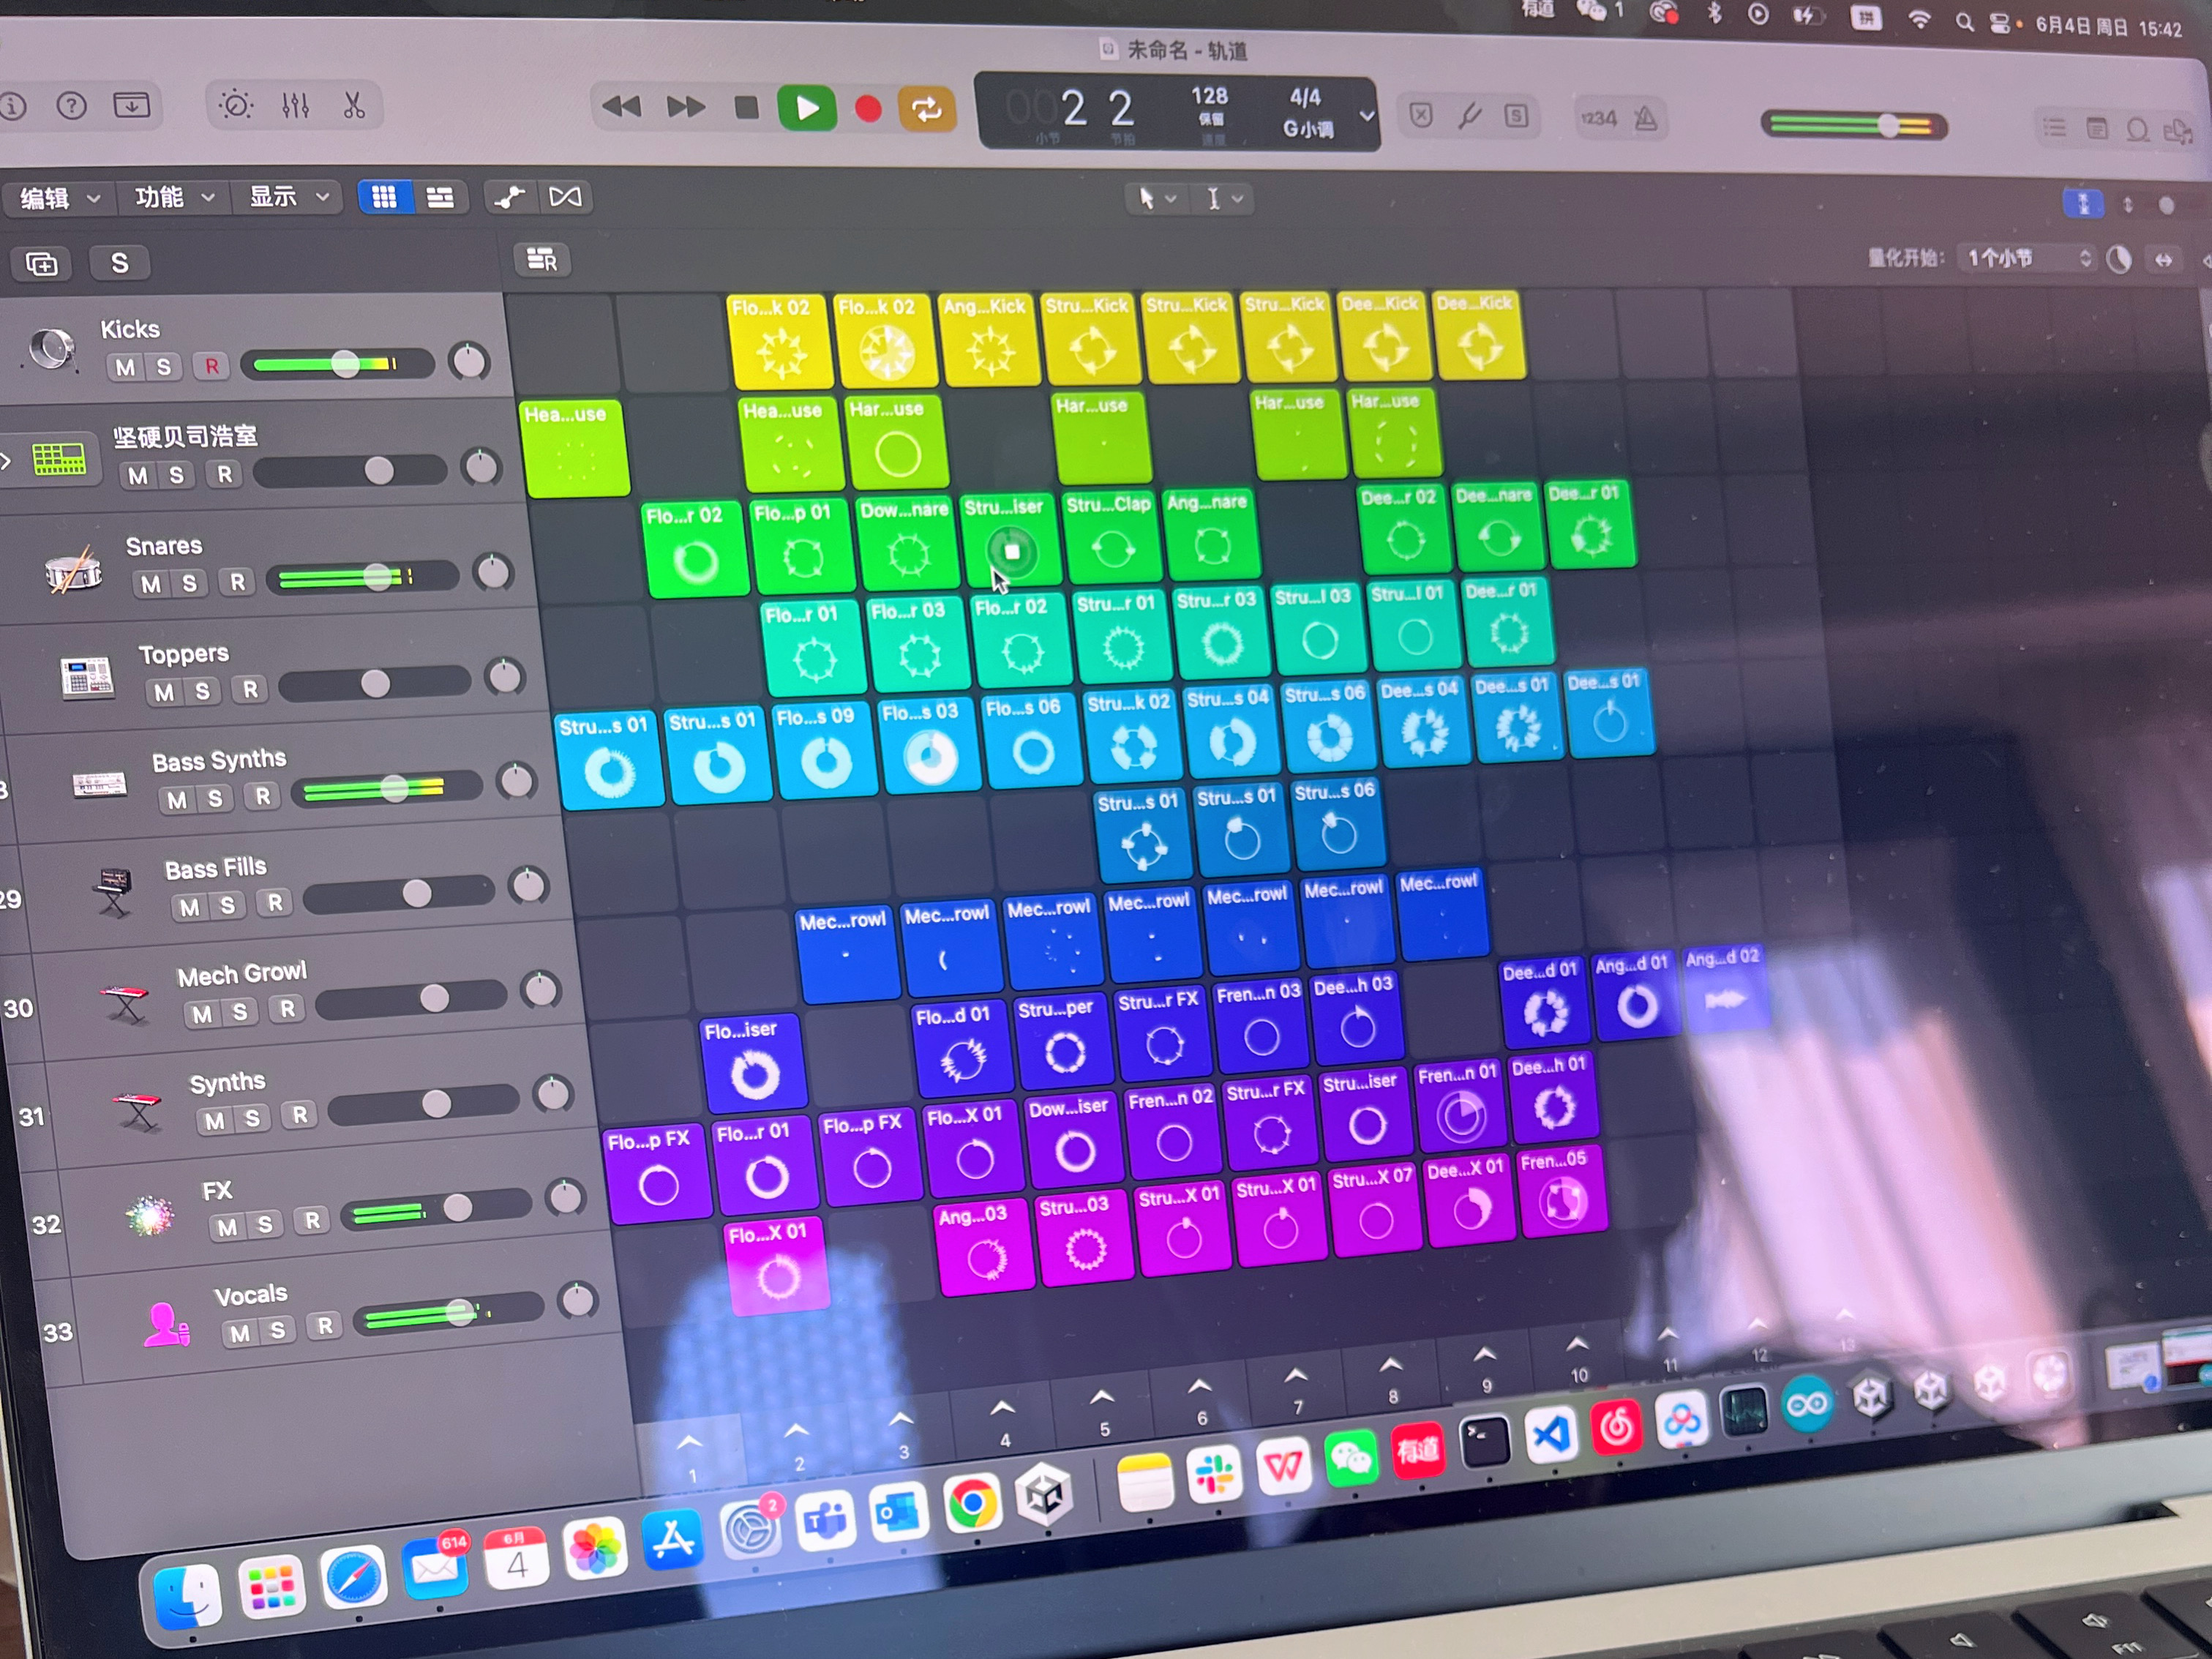 有道 1 拼 6月4日 周日 15:42
未命名 - 轨道
002 2 128 4/4
保留 G小调
小节 节拍 速度
S 1234
编辑 功能 显示
S R 量化开始: 1个小节
Kicks
M S R
Flo...k 02 Flo...k 02 Ang...Kick Stru...Kick Stru...Kick Stru...Kick Dee...Kick Dee...Kick
坚硬贝司浩室
M S R
Hea...use Hea...use Har...use Har...use Har...use Har...use
Snares
M S R
Flo...r 02 Flo...p 01 Dow...nare Stru...iser Stru...Clap Ang...nare Dee...r 02 Dee...nare Dee...r 01
Toppers
M S R
Flo...r 01 Flo...r 03 Flo...r 02 Stru...r 01 Stru...r 03 Stru...l 03 Stru...l 01 Dee...r 01
Bass Synths
M S R
Stru...s 01 Stru...s 01 Flo...s 09 Flo...s 03 Flo...s 06 Stru...k 02 Stru...s 04 Stru...s 06 Dee...s 04 Dee...s 01 Dee...s 01
29
Bass Fills
M S R
Stru...s 01 Stru...s 01 Stru...s 06
30
Mech Growl
M S R
Mec...rowl Mec...rowl Mec...rowl Mec...rowl Mec...rowl Mec...rowl Mec...rowl
31
Synths
M S R
Flo...iser Flo...d 01 Stru...per Stru...r FX Fren...n 03 Dee...h 03 Dee...d 01 Ang...d 01 Ang...d 02
32
FX
M S R
Flo...p FX Flo...r 01 Flo...p FX Flo...X 01 Dow...iser Fren...n 02 Stru...r FX Stru...iser Fren...n 01 Dee...h 01
33
Vocals
M S R
Flo...X 01 Ang...03 Stru...03 Stru...X 01 Stru...X 01 Stru...X 07 Dee...X 01 Fren...05
1 2 3 4 5 6 7 8 9 10 11 12 13
614 6月 4 2 有道
F11